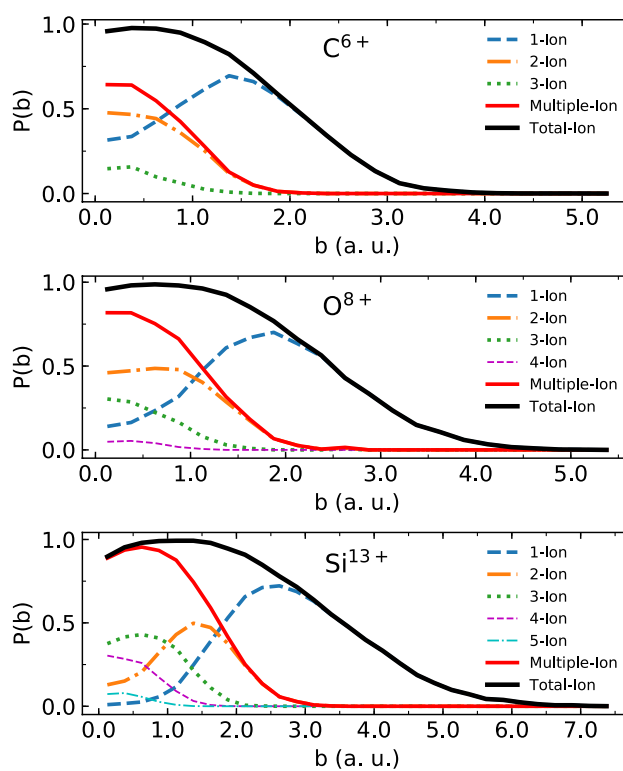 1.0
0.5
0.0
P(b)
C6+
1-Ion
2-Ion
3-Ion
Multiple-Ion
Total-Ion
0.0 1.0 2.0 3.0 4.0 5.0
b (a. u.)
1.0
0.5
0.0
P(b)
O8+
1-Ion
2-Ion
3-Ion
4-Ion
Multiple-Ion
Total-Ion
0.0 1.0 2.0 3.0 4.0 5.0
b (a. u.)
1.0
0.5
0.0
P(b)
Si13+
1-Ion
2-Ion
3-Ion
4-Ion
5-Ion
Multiple-Ion
Total-Ion
0.0 1.0 2.0 3.0 4.0 5.0 6.0 7.0
b (a. u.)